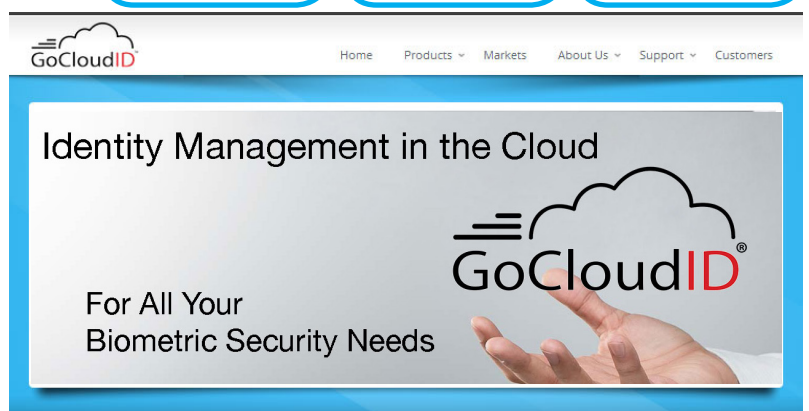 GoCloudID
Home Products Markets About Us Support Customers
Identity Management in the Cloud
GoCloudID®
For All Your
Biometric Security Needs